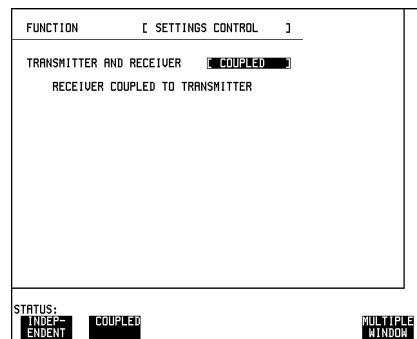 FUNCTION [ SETTINGS CONTROL ]
TRANSMITTER AND RECEIVER [ COUPLED ]
RECEIVER COUPLED TO TRANSMITTER
STATUS:
INDEP- COUPLED MULTIPLE
ENDENT WINDOW